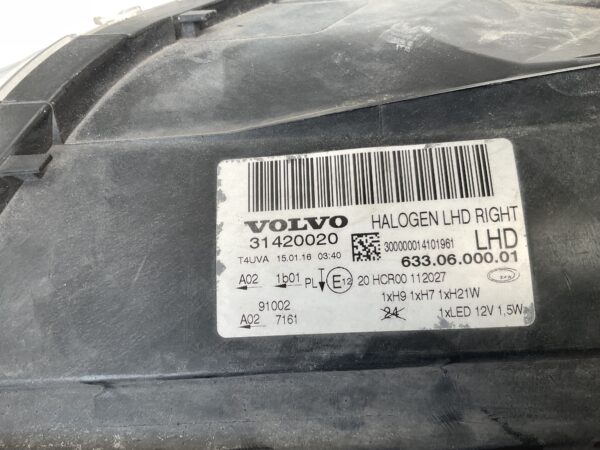 VOLVO HALOGEN LHD RIGHT
31420020 300000014101961 LHD
T4UVA 15.01.16 03:40 633.06.000.01
A02 1b01 PL E12 20 HCR00 112027
91002 1xH9 1xH7 1xH21W
A02 7161 24 1xLED 12V 1,5W